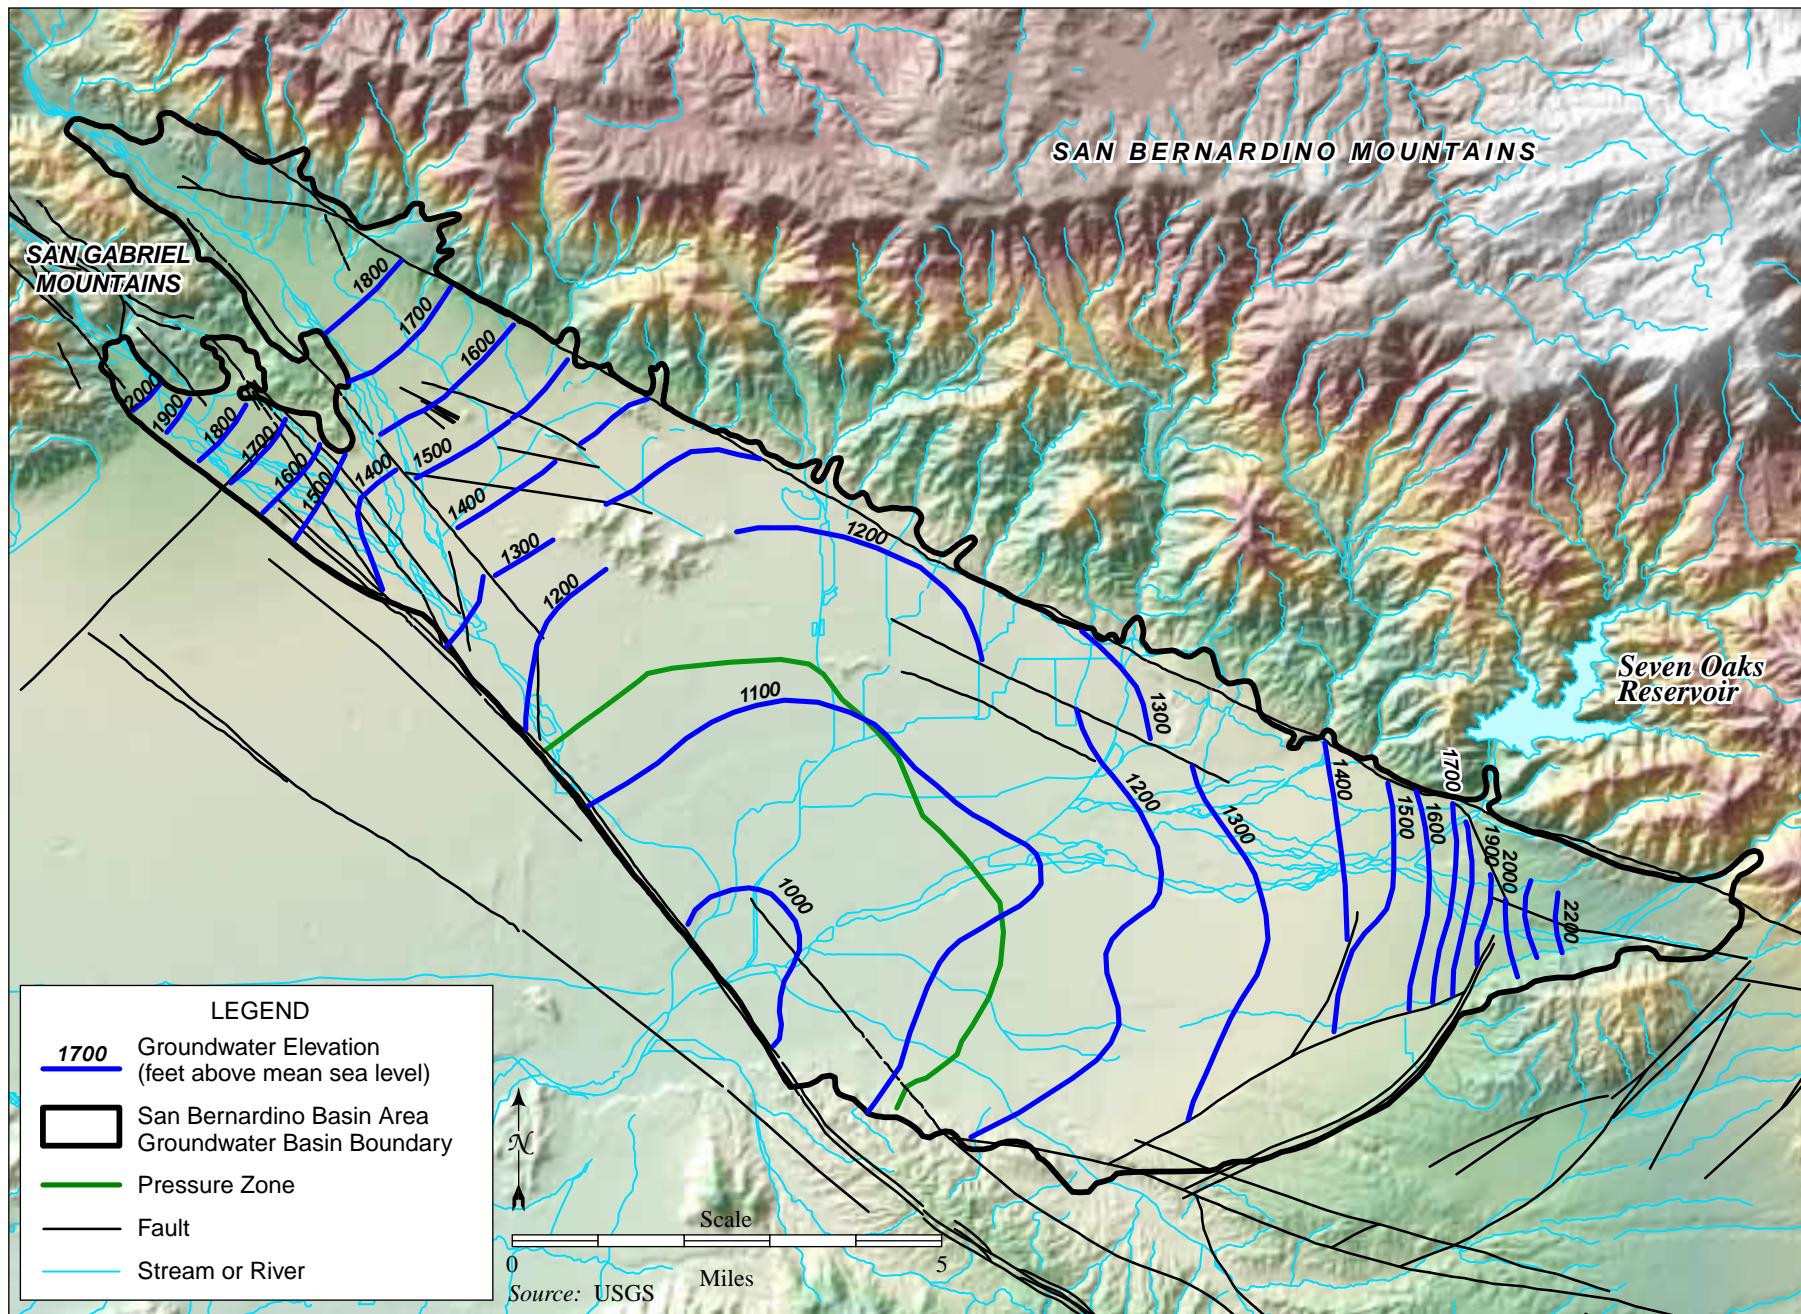 SAN BERNARDINO MOUNTAINS
SAN GABRIEL
MOUNTAINS
1800
1700
1600
2000
1900
1800
1700
1600
1500
1400
1500
1400
1300
1200
1200
1100
1000
1300
1200
1300
1400
1500
1600
1700
1900
2000
2200
Seven Oaks
Reservoir
LEGEND
1700
Groundwater Elevation
(feet above mean sea level)
San Bernardino Basin Area
Groundwater Basin Boundary
Pressure Zone
Fault
Stream or River
N
Scale
0 5
Miles
Source: USGS